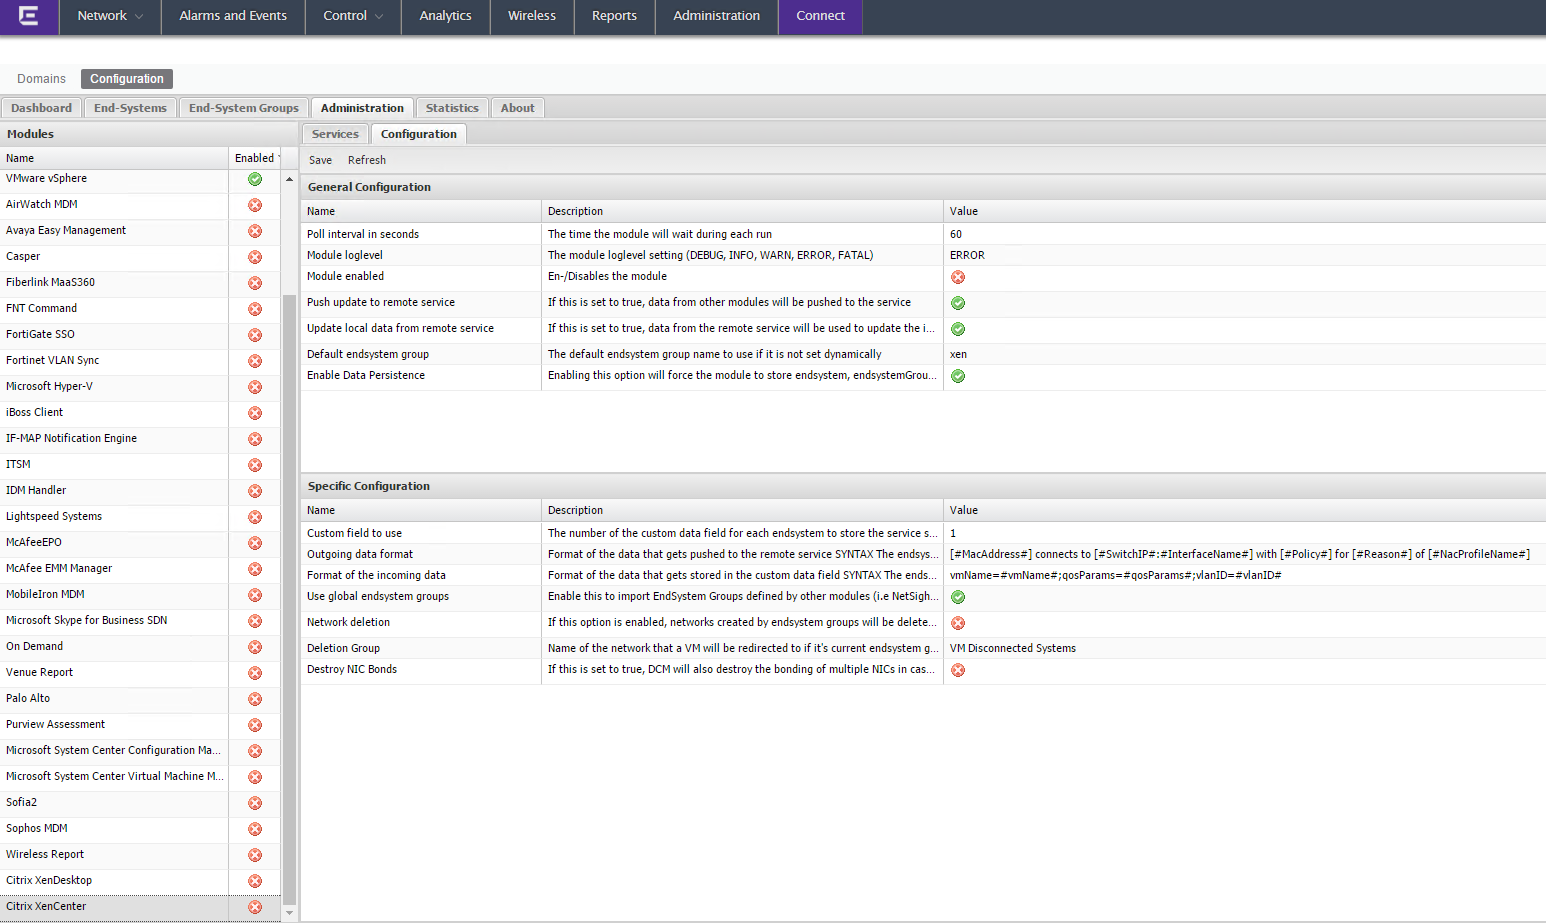 Network Alarms and Events Control Analytics Wireless Reports Administration Connect
Domains Configuration
Dashboard End-Systems End-System Groups Administration Statistics About
Modules
Name Enabled
VMware vSphere
AirWatch MDM
Avaya Easy Management
Casper
Fiberlink MaaS360
FNT Command
FortiGate SSO
Fortinet VLAN Sync
Microsoft Hyper-V
iBoss Client
IF-MAP Notification Engine
ITSM
IDM Handler
Lightspeed Systems
McAfeeEPO
McAfee EMM Manager
MobileIron MDM
Microsoft Skype for Business SDN
On Demand
Venue Report
Palo Alto
Purview Assessment
Microsoft System Center Configuration Ma...
Microsoft System Center Virtual Machine M...
Sofia2
Sophos MDM
Wireless Report
Citrix XenDesktop
Citrix XenCenter
Services Configuration
Save Refresh
General Configuration
Name Description Value
Poll interval in seconds The time the module will wait during each run 60
Module loglevel The module loglevel setting (DEBUG, INFO, WARN, ERROR, FATAL) ERROR
Module enabled En-/Disables the module
Push update to remote service If this is set to true, data from other modules will be pushed to the service
Update local data from remote service If this is set to true, data from the remote service will be used to update the i...
Default endsystem group The default endsystem group name to use if it is not set dynamically xen
Enable Data Persistence Enabling this option will force the module to store endsystem, endsystemGrou...
Specific Configuration
Name Description Value
Custom field to use The number of the custom data field for each endsystem to store the service s... 1
Outgoing data format Format of the data that gets pushed to the remote service SYNTAX The endsys... [#MacAddress#] connects to [#SwitchIP#:#InterfaceName#] with [#Policy#] for [#Reason#] of [#NacProfileName#]
Format of the incoming data Format of the data that gets stored in the custom data field SYNTAX The ends... vmName=#vmName#;qosParams=#qosParams#;vlanID=#vlanID#
Use global endsystem groups Enable this to import EndSystem Groups defined by other modules (i.e NetSigh...
Network deletion If this option is enabled, networks created by endsystem groups will be delete...
Deletion Group Name of the network that a VM will be redirected to if it's current endsystem g... VM Disconnected Systems
Destroy NIC Bonds If this is set to true, DCM will also destroy the bonding of multiple NICs in cas...